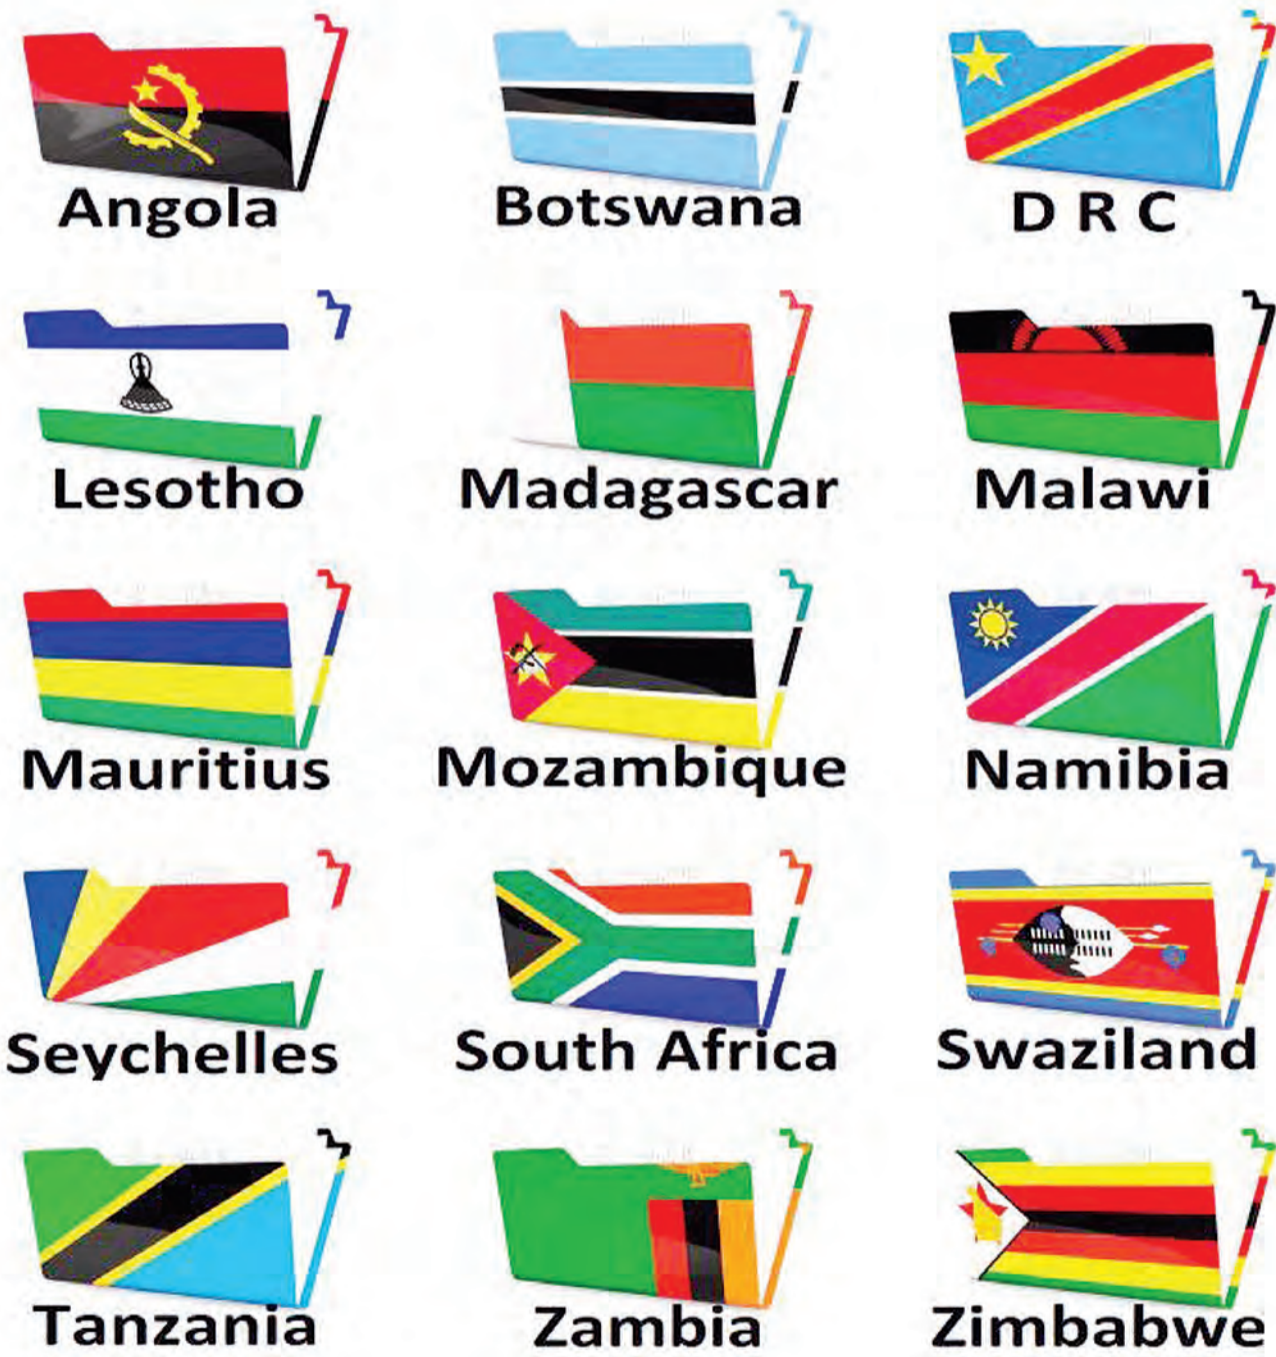 Angola
Botswana
D R C
Lesotho
Madagascar
Malawi
Mauritius
Mozambique
Namibia
Seychelles
South Africa
Swaziland
Tanzania
Zambia
Zimbabwe